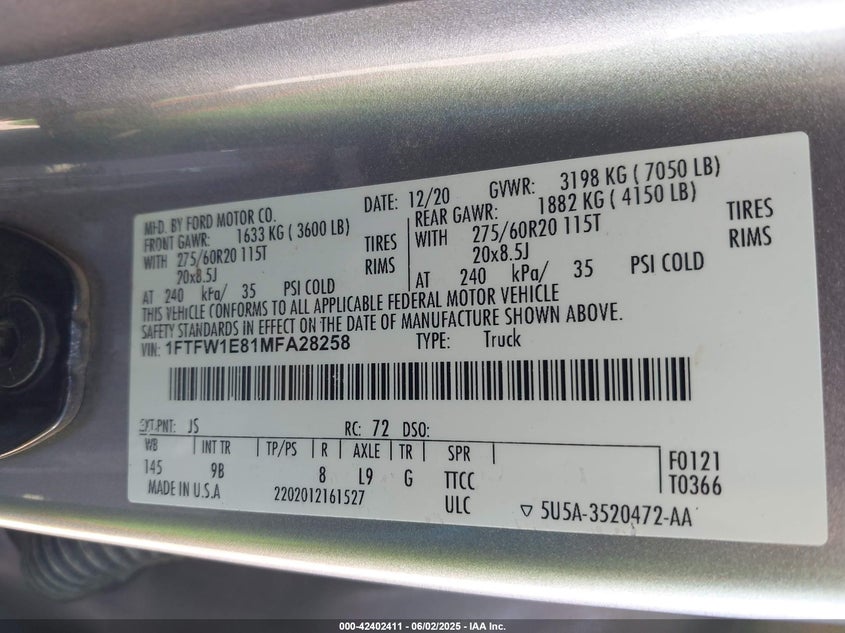 MFD. BY FORD MOTOR CO. DATE: 12/20 GVWR: 3198 KG ( 7050 LB)
FRONT GAWR: 1633 KG ( 3600 LB) REAR GAWR: 1882 KG ( 4150 LB)
WITH 275/60R20 115T TIRES WITH 275/60R20 115T TIRES
20x8.5J RIMS 20x8.5J RIMS
AT 240 kPa/ 35 PSI COLD AT 240 kPa/ 35 PSI COLD
THIS VEHICLE CONFORMS TO ALL APPLICABLE FEDERAL MOTOR VEHICLE
SAFETY STANDARDS IN EFFECT ON THE DATE OF MANUFACTURE SHOWN ABOVE.
VIN: 1FTFW1E81MFA28258 TYPE: Truck
EXT-PNT: JS RC: 72 DSO:
WB INT TR TP/PS R AXLE TR SPR
145 9B 8 L9 G TTCC F0121
MADE IN U.S.A 2202012161527 ULC T0366
5U5A-3520472-AA
000-42402411 - 06/02/2025 - IAA Inc.